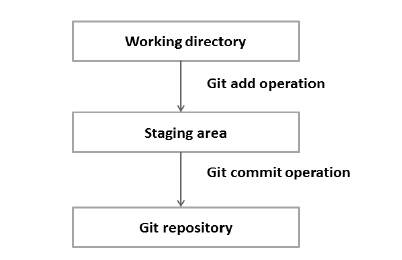 Working directory
Git add operation
Staging area
Git commit operation
Git repository